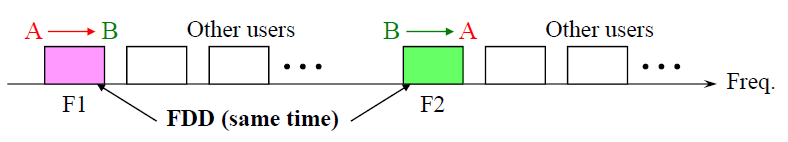 A B Other users B A Other users
Freq.
F1 F2
FDD (same time)